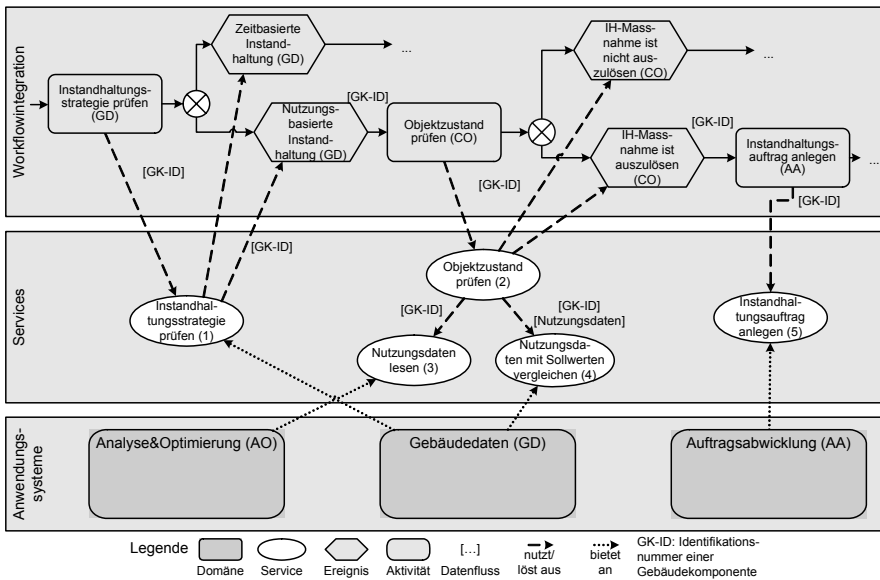 Workflowintegration
Zeitbasierte
Instand-
haltung (GD)
...
IH-Mass-
nahme ist
nicht aus-
zulösen (CO)
...
Instandhaltungs-
strategie prüfen
(GD)
[GK-ID]
Nutzungs-
basierte
Instand-
haltung (GD)
Objektzustand
prüfen (CO)
[GK-ID]
IH-Mass-
nahme ist
auszulösen
(CO)
Instandhaltungs-
auftrag anlegen
(AA)
...
[GK-ID]
[GK-ID]
[GK-ID]
[GK-ID]
Services
Objektzustand
prüfen (2)
Instandhal-
tungsstrategie
prüfen (1)
[GK-ID]
[GK-ID]
[Nutzungsdaten]
Instandhal-
tungsauftrag
anlegen (5)
Nutzungsdaten
lesen (3)
Nutzungsda-
ten mit Sollwerten
vergleichen (4)
Anwendungs-
systeme
Analyse&Optimierung (AO)
Gebäudedaten (GD)
Auftragsabwicklung (AA)
Legende
Domäne
Service
Ereignis
Aktivität
[...]
Datenfluss
nutzt/
löst aus
bietet
an
GK-ID: Identifikations-
nummer einer
Gebäudekomponente